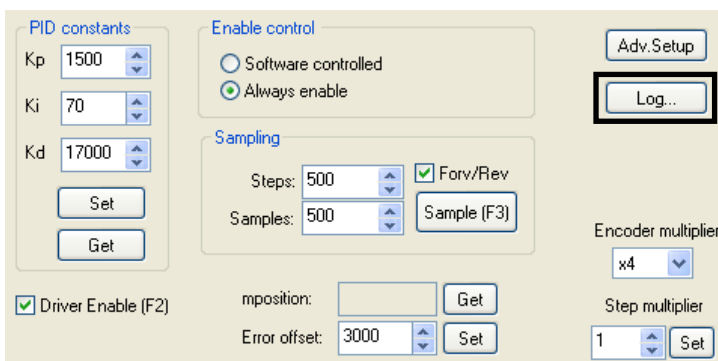 PID constants
Kp 1500
Ki 70
Kd 17000
Set
Get
Driver Enable (F2)
Enable control
Software controlled
Always enable
Sampling
Steps: 500
Forv/Rev
Samples: 500
Sample (F3)
mposition:
Get
Error offset: 3000
Set
Adv.Setup
Log...
Encoder multiplier
x4
Step multiplier
1
Set